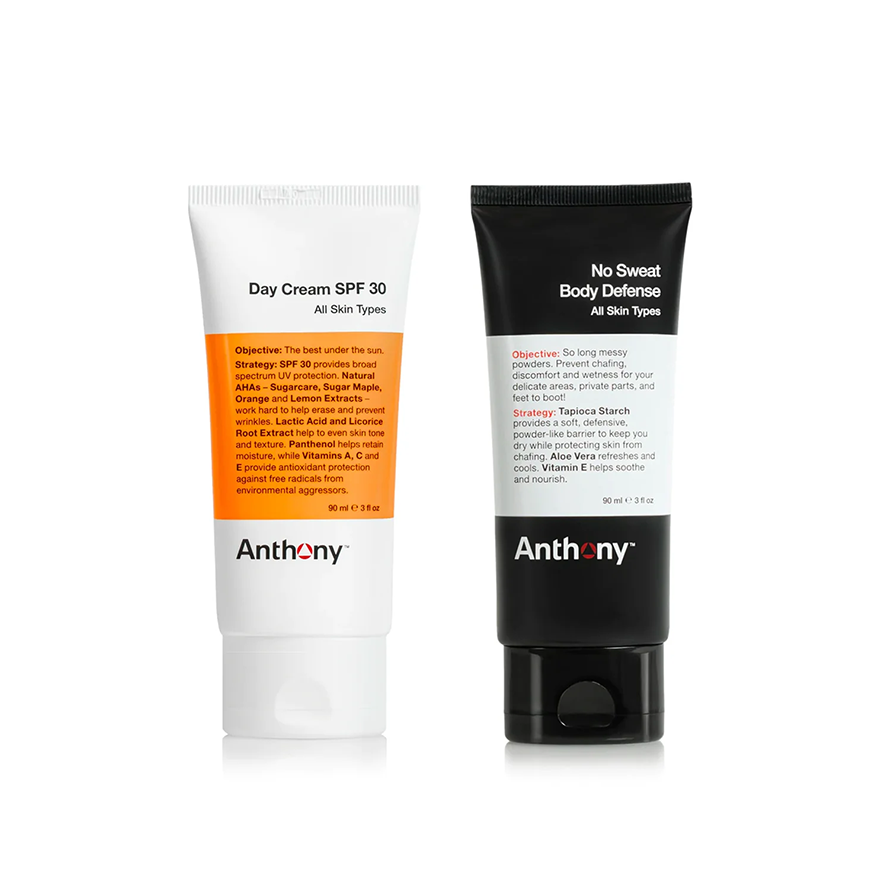 Day Cream SPF 30
All Skin Types
Objective: The best under the sun.
Strategy: SPF 30 provides broad
spectrum UV protection. Natural
AHAs – Sugarcare, Sugar Maple,
Orange and Lemon Extracts –
work hard to help erase and prevent
wrinkles. Lactic Acid and Licorice
Root Extract help to even skin tone
and texture. Panthenol helps retain
moisture, while Vitamins A, C and
E provide antioxidant protection
against free radicals from
environmental aggressors.
90 ml ℮ 3 fl oz
Anthony™
No Sweat
Body Defense
All Skin Types
Objective: So long messy
powders. Prevent chafing,
discomfort and wetness for your
delicate areas, private parts, and
feet to boot!
Strategy: Tapioca Starch
provides a soft, defensive,
powder-like barrier to keep you
dry while protecting skin from
chafing. Aloe Vera refreshes and
cools. Vitamin E helps soothe
and nourish.
90 ml ℮ 3 fl oz
Anthony™